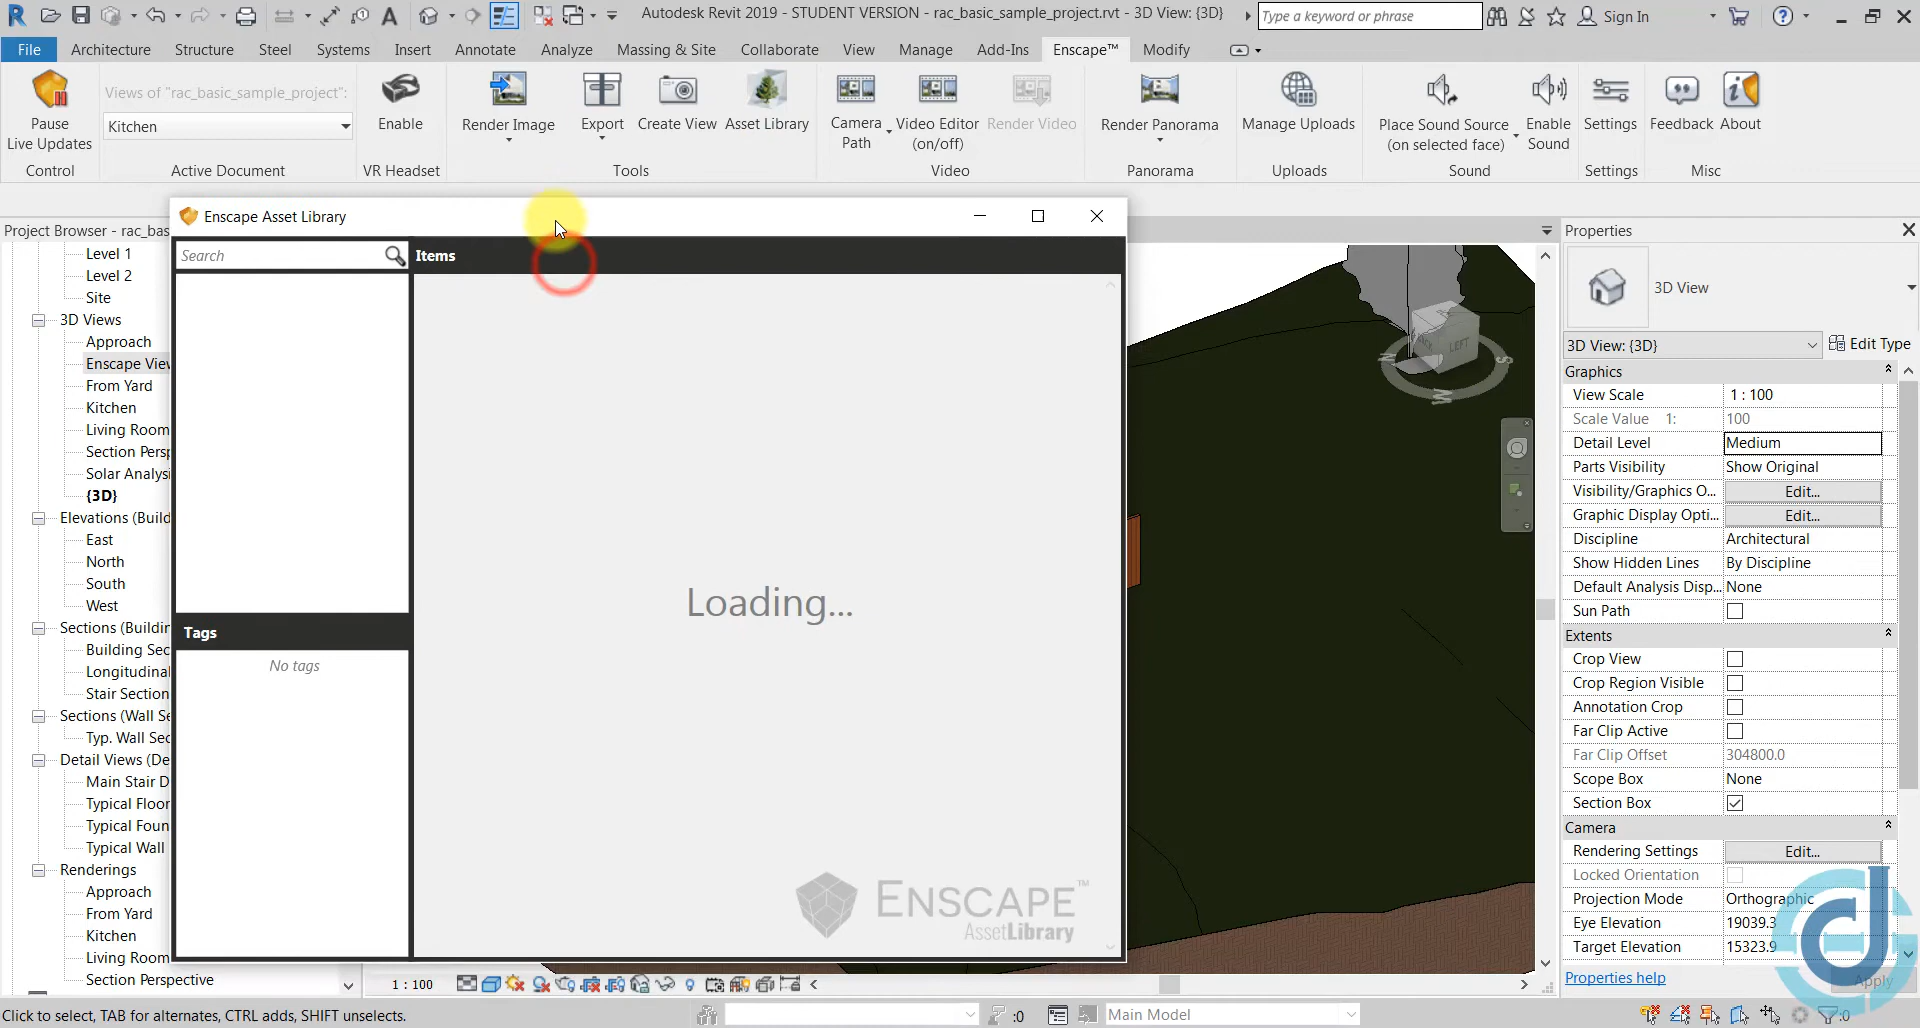 Autodesk Revit 2019 - STUDENT VERSION - rac_basic_sample_project.rvt - 3D View: {3D}
Type a keyword or phrase
Sign In
File Architecture Structure Steel Systems Insert Annotate Analyze Massing & Site Collaborate View Manage Add-Ins Enscape™ Modify
Pause
Live Updates
Control
Views of "rac_basic_sample_project":
Kitchen
Active Document
Enable
VR Headset
Render Image
Export
Create View
Asset Library
Tools
Camera
Path
Video Editor
(on/off)
Render Video
Video
Render Panorama
Panorama
Manage Uploads
Uploads
Place Sound Source
(on selected face)
Enable
Sound
Sound
Settings
Settings
Feedback
About
Misc
Project Browser - rac_bas
Level 1
Level 2
Site
3D Views
Approach
Enscape View
From Yard
Kitchen
Living Room
Section Persp
Solar Analysi
{3D}
Elevations (Build
East
North
South
West
Sections (Buildin
Building Sec
Longitudinal
Stair Section
Sections (Wall Se
Typ. Wall Sec
Detail Views (De
Main Stair D
Typical Floor
Typical Foun
Typical Wall
Renderings
Approach
From Yard
Kitchen
Living Room
Section Perspective
Enscape Asset Library
Search
Items
Loading...
Tags
No tags
ENSCAPE™
AssetLibrary
LEFT
N
S
W
Properties
3D View
3D View: {3D}
Edit Type
Graphics
View Scale 1 : 100
Scale Value 1: 100
Detail Level Medium
Parts Visibility Show Original
Visibility/Graphics O... Edit...
Graphic Display Opti... Edit...
Discipline Architectural
Show Hidden Lines By Discipline
Default Analysis Disp... None
Sun Path
Extents
Crop View
Crop Region Visible
Annotation Crop
Far Clip Active
Far Clip Offset 304800.0
Scope Box None
Section Box
Camera
Rendering Settings Edit...
Locked Orientation
Projection Mode Orthographic
Eye Elevation 19039.3
Target Elevation 15323.9
Properties help
Apply
1 : 100
Click to select, TAB for alternates, CTRL adds, SHIFT unselects.
:0
Main Model
:0